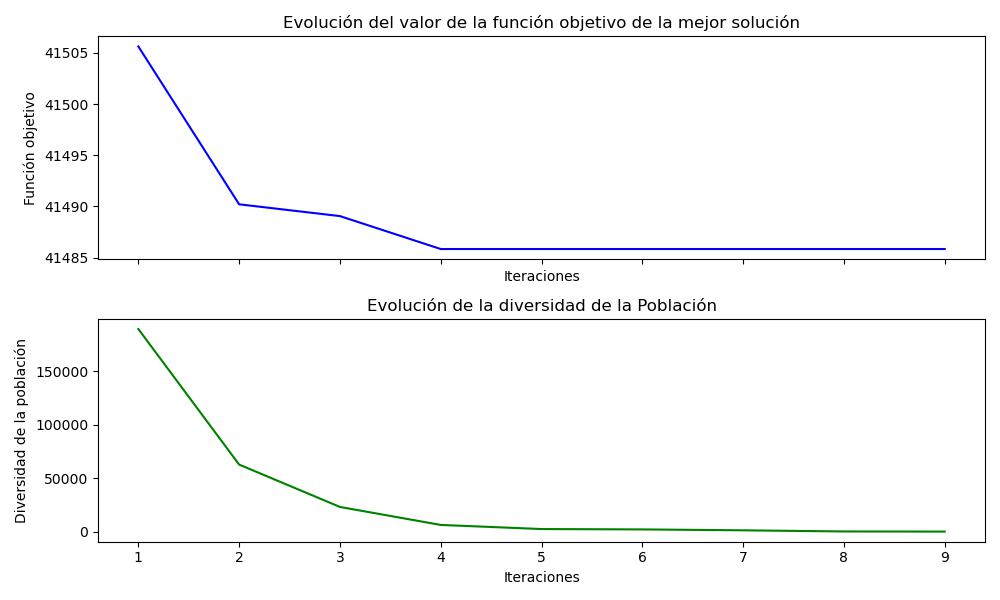 Evolución del valor de la función objetivo de la mejor solución
Función objetivo
41505
41500
41495
41490
41485
Iteraciones
Evolución de la diversidad de la Población
Diversidad de la población
150000
100000
50000
0
1 2 3 4 5 6 7 8 9
Iteraciones